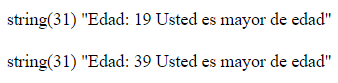 string(31) "Edad: 19 Usted es mayor de edad"
string(31) "Edad: 39 Usted es mayor de edad"